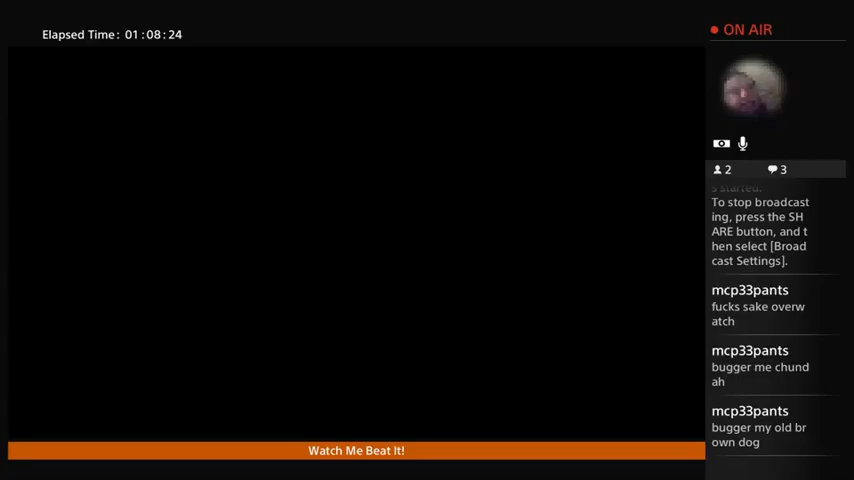 Elapsed Time: 01:08:24
ON AIR
2 3
s started.
To stop broadcast
ing, press the SH
ARE button, and t
hen select [Broad
cast Settings].
mcp33pants
fucks sake overw
atch
mcp33pants
bugger me chund
ah
mcp33pants
bugger my old br
own dog
Watch Me Beat It!